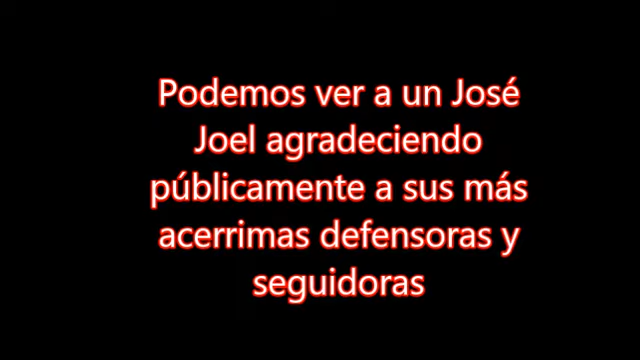 Podemos ver a un José
Joel agradeciendo
públicamente a sus más
acerrimas defensoras y
seguidoras